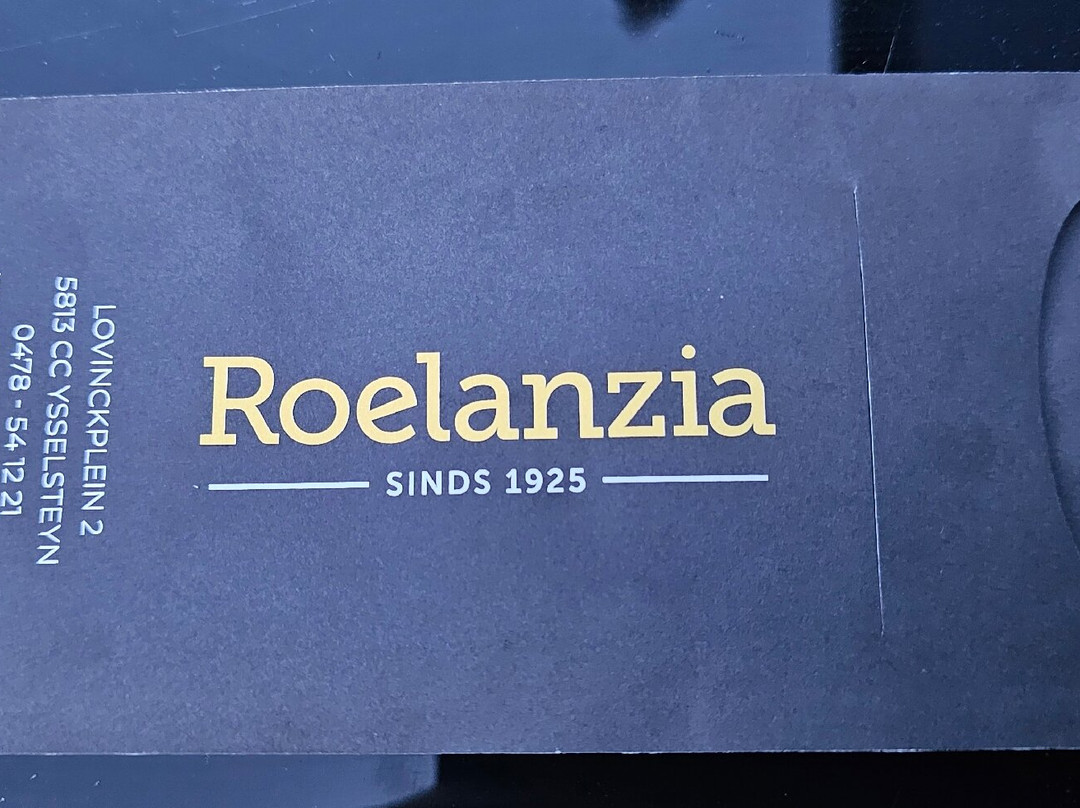 Roelanzia
SINDS 1925
LOVINCKPLEIN 2
5813 CC YSSELSTEYN
0478 - 54 12 21